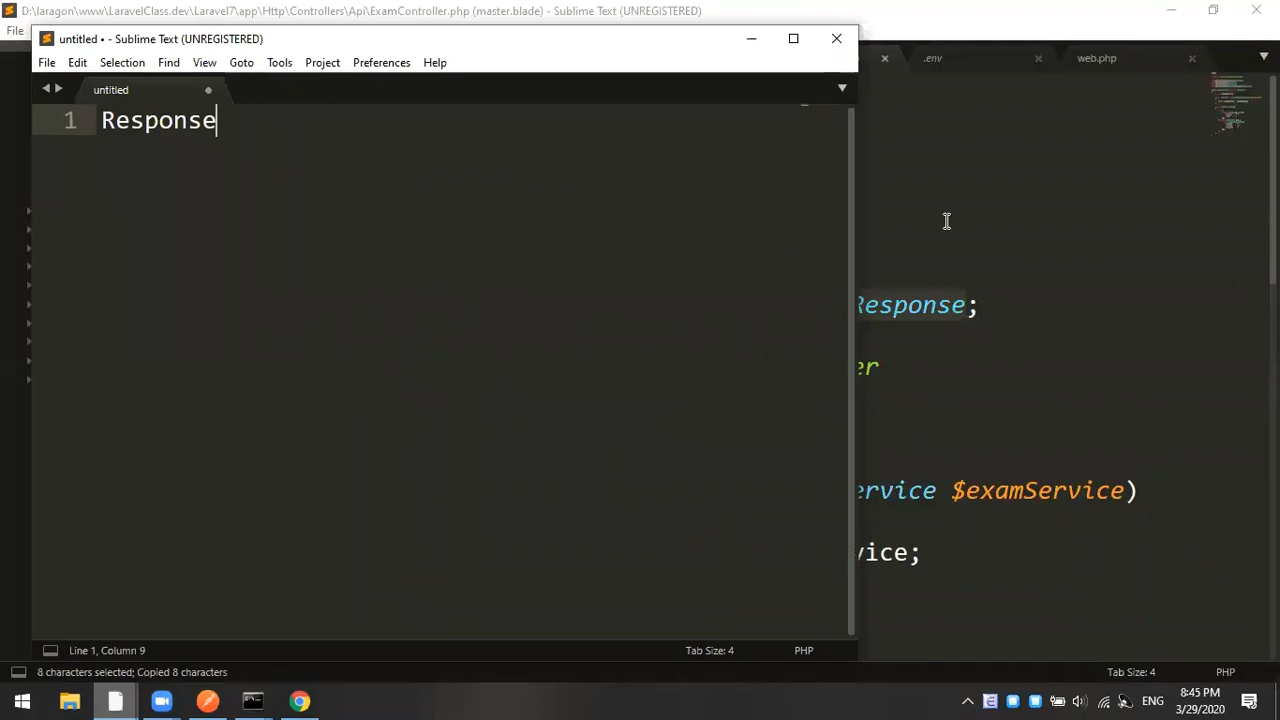 D:\laragon\www\LaravelClass.dev\Laravel7\app\Http\Controllers\Api\ExamController.php (master.blade) - Sublime Text (UNREGISTERED)
File
untitled • - Sublime Text (UNREGISTERED)
File Edit Selection Find View Goto Tools Project Preferences Help
.env
web.php
untitled
1 Response
Response;
er
ervice $examService)
vice;
Line 1, Column 9
Tab Size: 4
PHP
8 characters selected; Copied 8 characters
Tab Size: 4
PHP
ENG
8:45 PM
3/29/2020